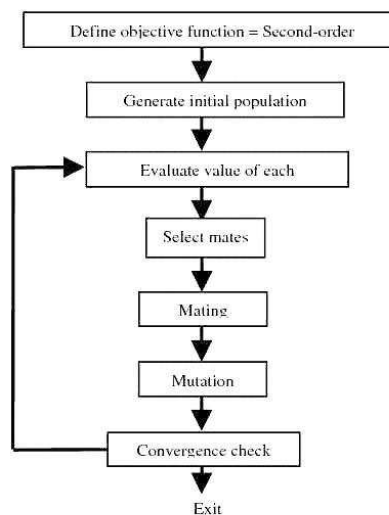 Define objective function = Second-order
Generate initial population
Evaluate value of each
Select mates
Mating
Mutation
Convergence check
Exit